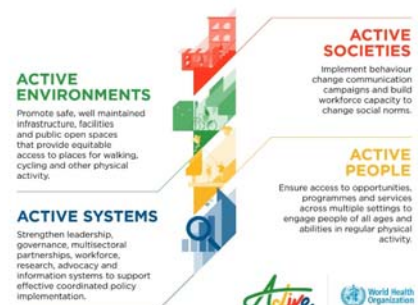 ACTIVE
SOCIETIES
Implement behaviour
change communication
campaigns and build
workforce capacity to
change social norms.
ACTIVE
ENVIRONMENTS
Promote safe, well maintained
infrastructure, facilities
and public open spaces
that provide equitable
access to places for walking,
cycling and other physical
activity.
ACTIVE
PEOPLE
Ensure access to opportunities,
programmes and services
across multiple settings to
engage people of all ages and
abilities in regular physical
activity.
ACTIVE SYSTEMS
Strengthen leadership,
governance, multisectoral
partnerships, workforce,
research, advocacy and
information systems to support
effective coordinated policy
implementation.
Active
World Health
Organization